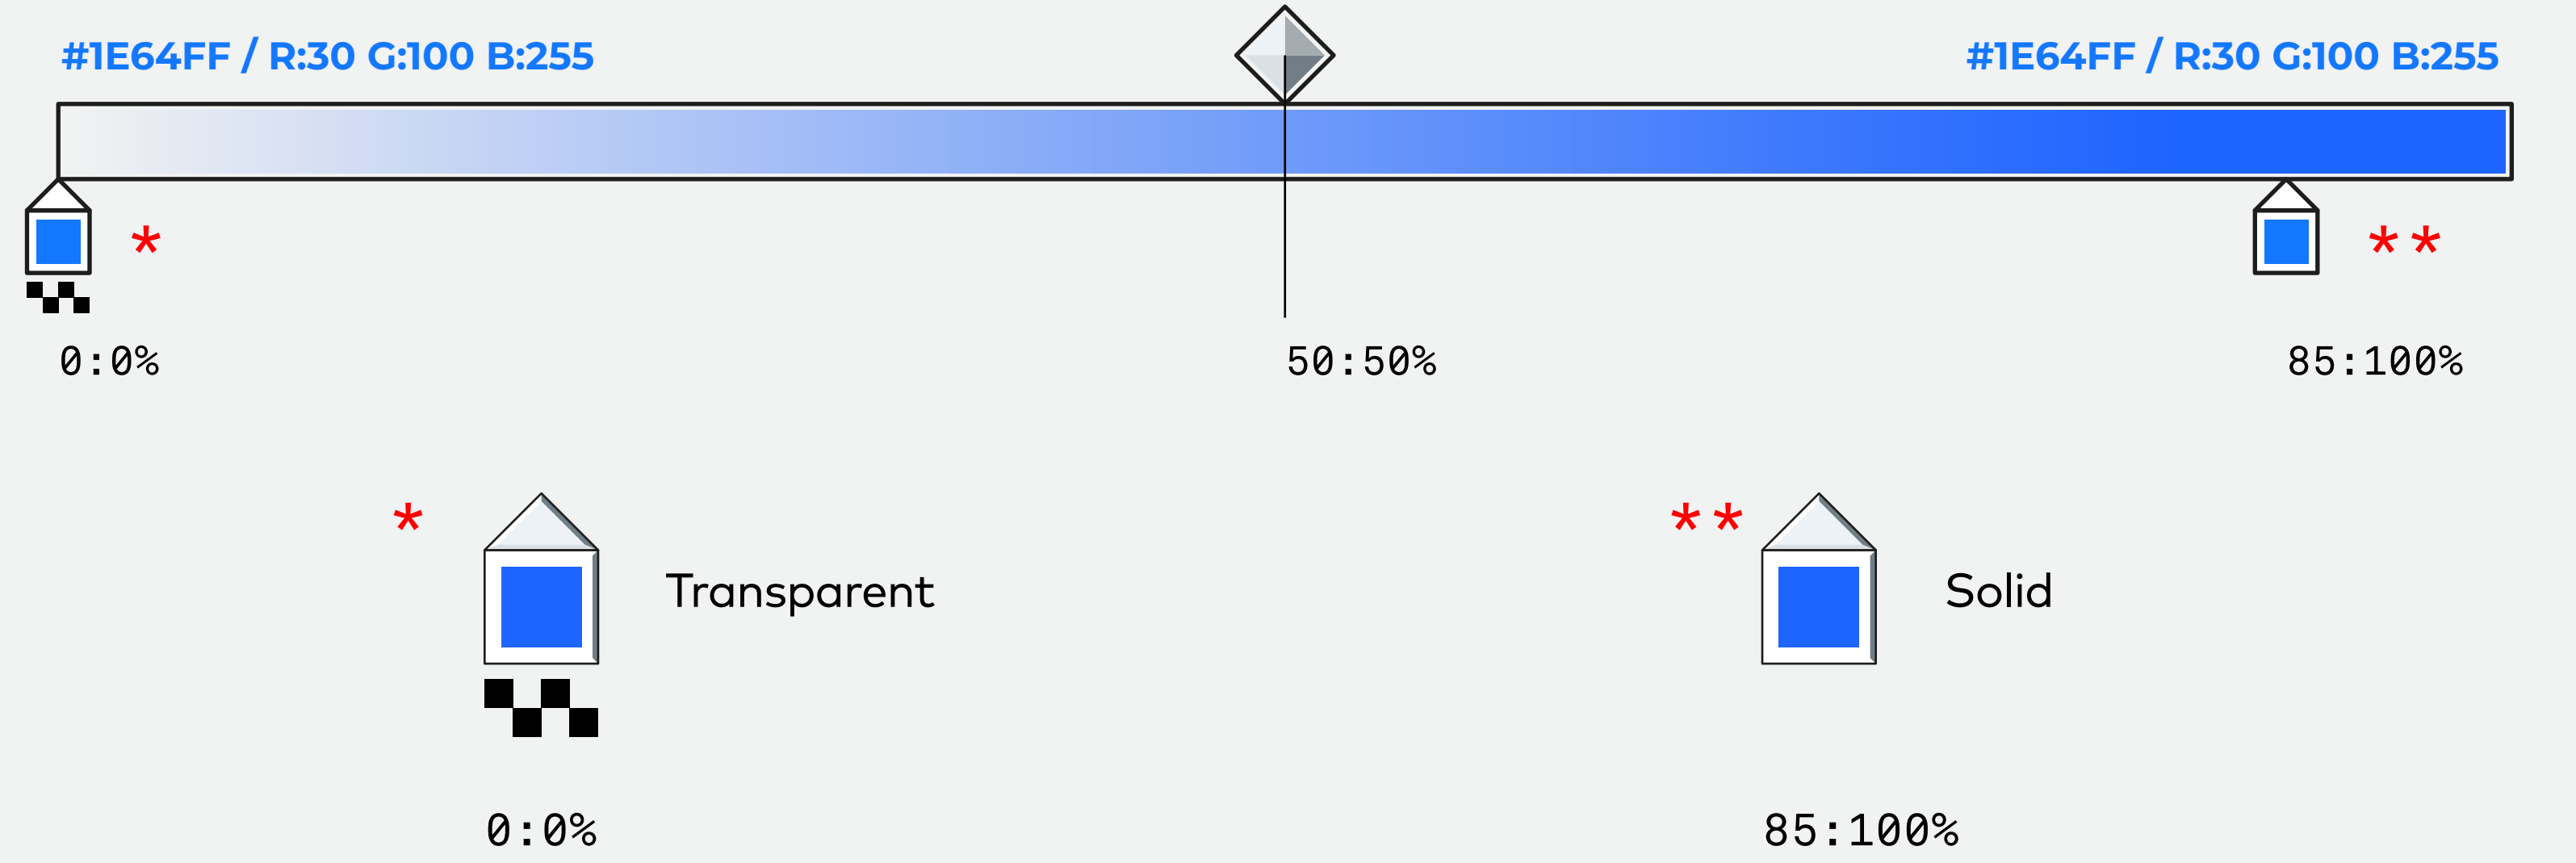 #1E64FF / R:30 G:100 B:255
#1E64FF / R:30 G:100 B:255
*
**
0:0%
50:50%
85:100%
*
Transparent
**
Solid
0:0%
85:100%